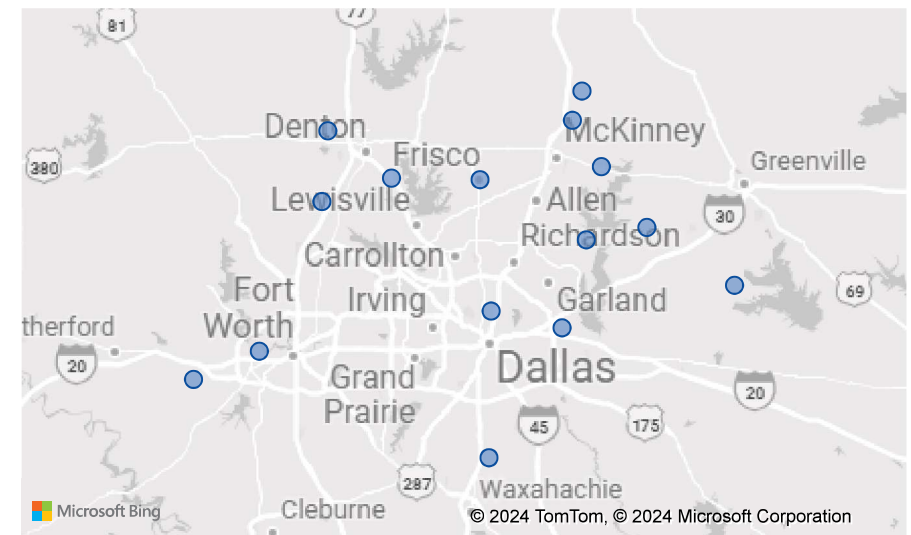 77
81
Denton
McKinney
Frisco
380
Greenville
Lewisville
Allen
30
Richardson
Carrollton
Fort
Worth
Irving
Garland
69
therford
20
Dallas
Grand
Prairie
20
45
175
287
Waxahachie
Cleburne
Microsoft Bing
© 2024 TomTom, © 2024 Microsoft Corporation